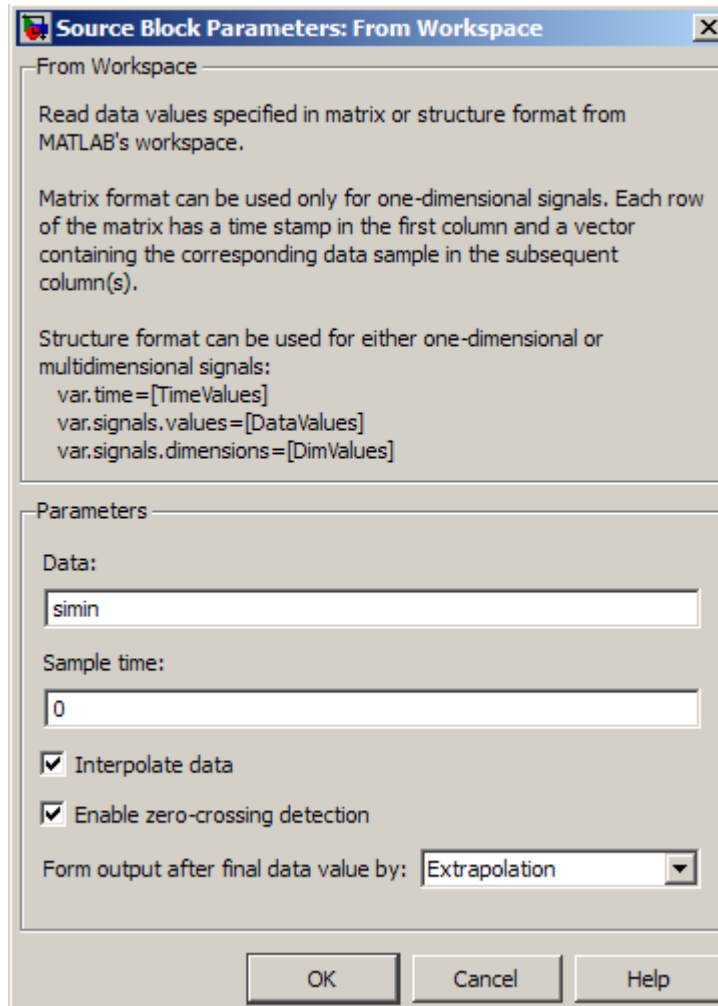 Source Block Parameters: From Workspace
From Workspace
Read data values specified in matrix or structure format from
MATLAB's workspace.
Matrix format can be used only for one-dimensional signals. Each row
of the matrix has a time stamp in the first column and a vector
containing the corresponding data sample in the subsequent
column(s).
Structure format can be used for either one-dimensional or
multidimensional signals:
var.time=[TimeValues]
var.signals.values=[DataValues]
var.signals.dimensions=[DimValues]
Parameters
Data:
simin
Sample time:
0
Interpolate data
Enable zero-crossing detection
Form output after final data value by: Extrapolation
OK Cancel Help